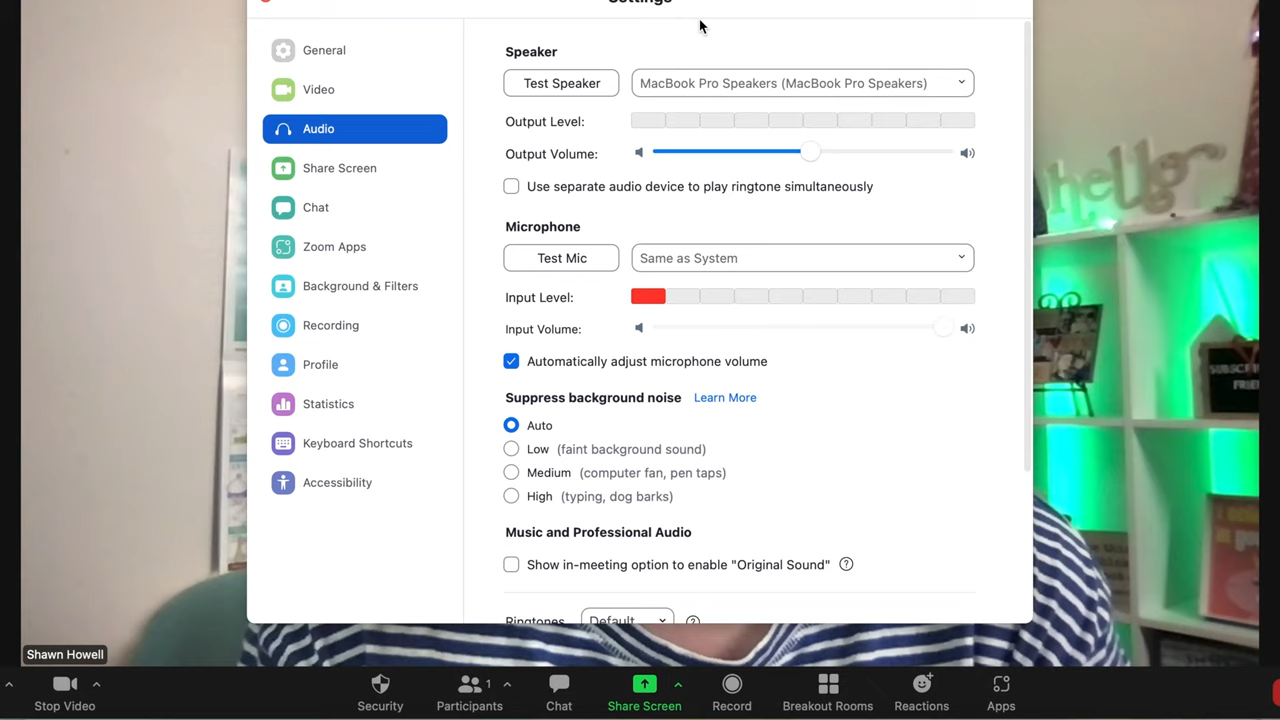 Settings
General
Video
Audio
Share Screen
Chat
Zoom Apps
Background & Filters
Recording
Profile
Statistics
Keyboard Shortcuts
Accessibility
Speaker
Test Speaker
MacBook Pro Speakers (MacBook Pro Speakers)
Output Level:
Output Volume:
Use separate audio device to play ringtone simultaneously
Microphone
Test Mic
Same as System
Input Level:
Input Volume:
Automatically adjust microphone volume
Suppress background noise Learn More
Auto
Low (faint background sound)
Medium (computer fan, pen taps)
High (typing, dog barks)
Music and Professional Audio
Show in-meeting option to enable "Original Sound" ?
Ringtones Default ?
hello
Shawn Howell
Stop Video
Security
Participants 1
Chat
Share Screen
Record
Breakout Rooms
Reactions
Apps